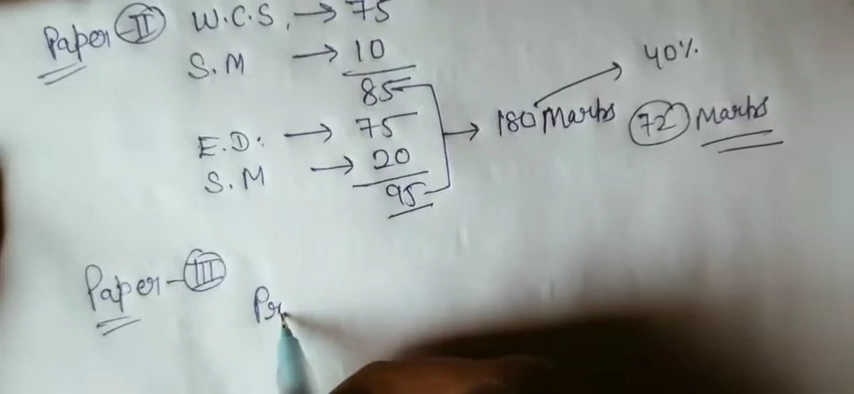 Paper - II W.C.S. → 75
S.M → 10
85
E.D: → 75
S.M → 20
95
→ 180 Marks → 40%
72 Marks
Paper - III
Pr